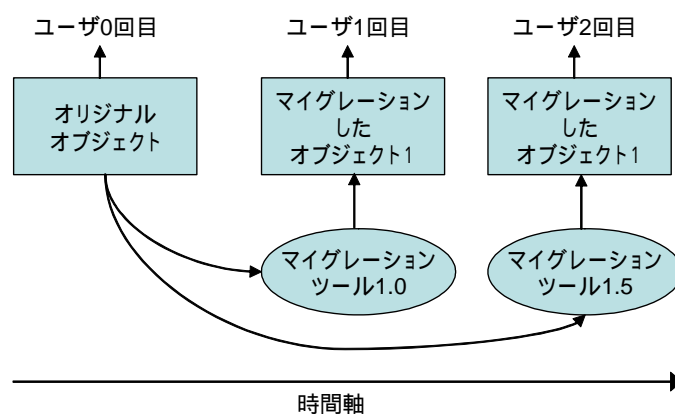 ユーザ0回目
ユーザ1回目
ユーザ2回目
オリジナル
オブジェクト
マイグレーション
した
オブジェクト1
マイグレーション
した
オブジェクト1
マイグレーション
ツール1.0
マイグレーション
ツール1.5
時間軸